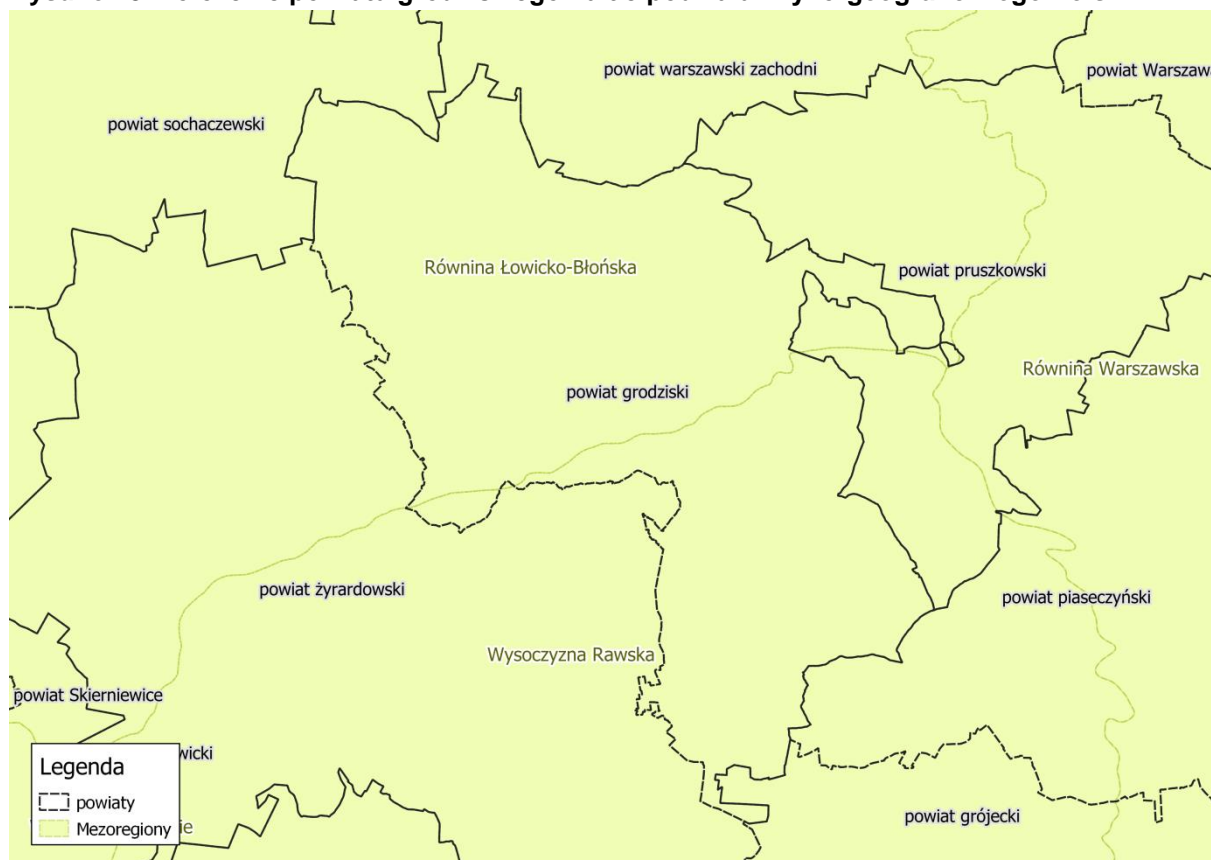 powiat warszawski zachodni
powiat
powiat sochaczewski
Równina Łowicko-Błońska
powiat pruszkowski
Równina Warszawska
powiat grodziski
powiat żyrardowski
powiat piaseczyński
Wysoczyzna Rawska
powiat Skierniewice
Legenda
powiaty
Mezoregiony
powiat grójecki